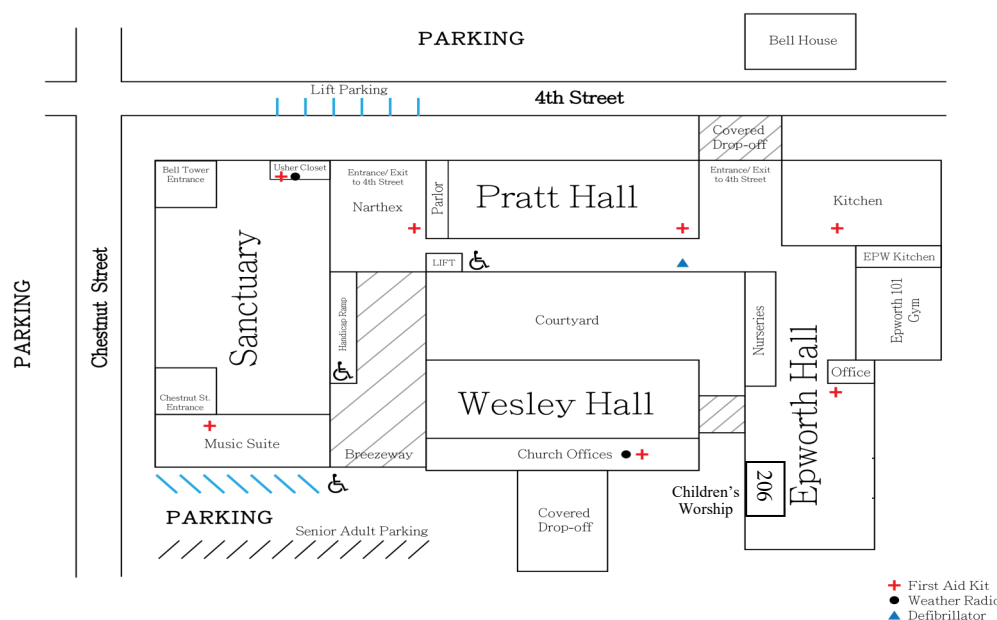 PARKING
Bell House
Lift Parking
4th Street
Covered
Drop-off
Bell Tower
Entrance
Usher Closet
Entrance/ Exit
to 4th Street
Narthex
Parlor
Pratt Hall
Entrance/Exit
to 4th Street
Kitchen
LIFT
EPW Kitchen
PARKING
Chestnut Street
Sanctuary
Handicap Ramp
Courtyard
Nurseries
Epworth 101
Gym
Epworth Hall
Office
Chestnut St.
Entrance
Wesley Hall
Music Suite
Breezeway
Church Offices
Children's
Worship
206
PARKING
Senior Adult Parking
Covered
Drop-off
First Aid Kit
Weather Radio
Defibrillator